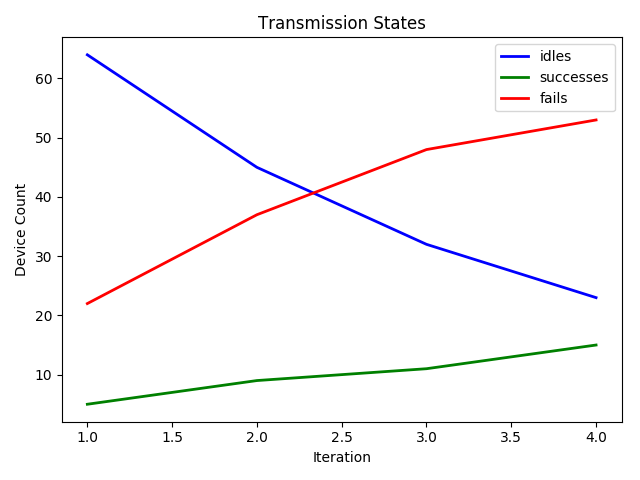 Transmission States
idles
successes
fails
Device Count
60
50
40
30
20
10
1.0 1.5 2.0 2.5 3.0 3.5 4.0
Iteration